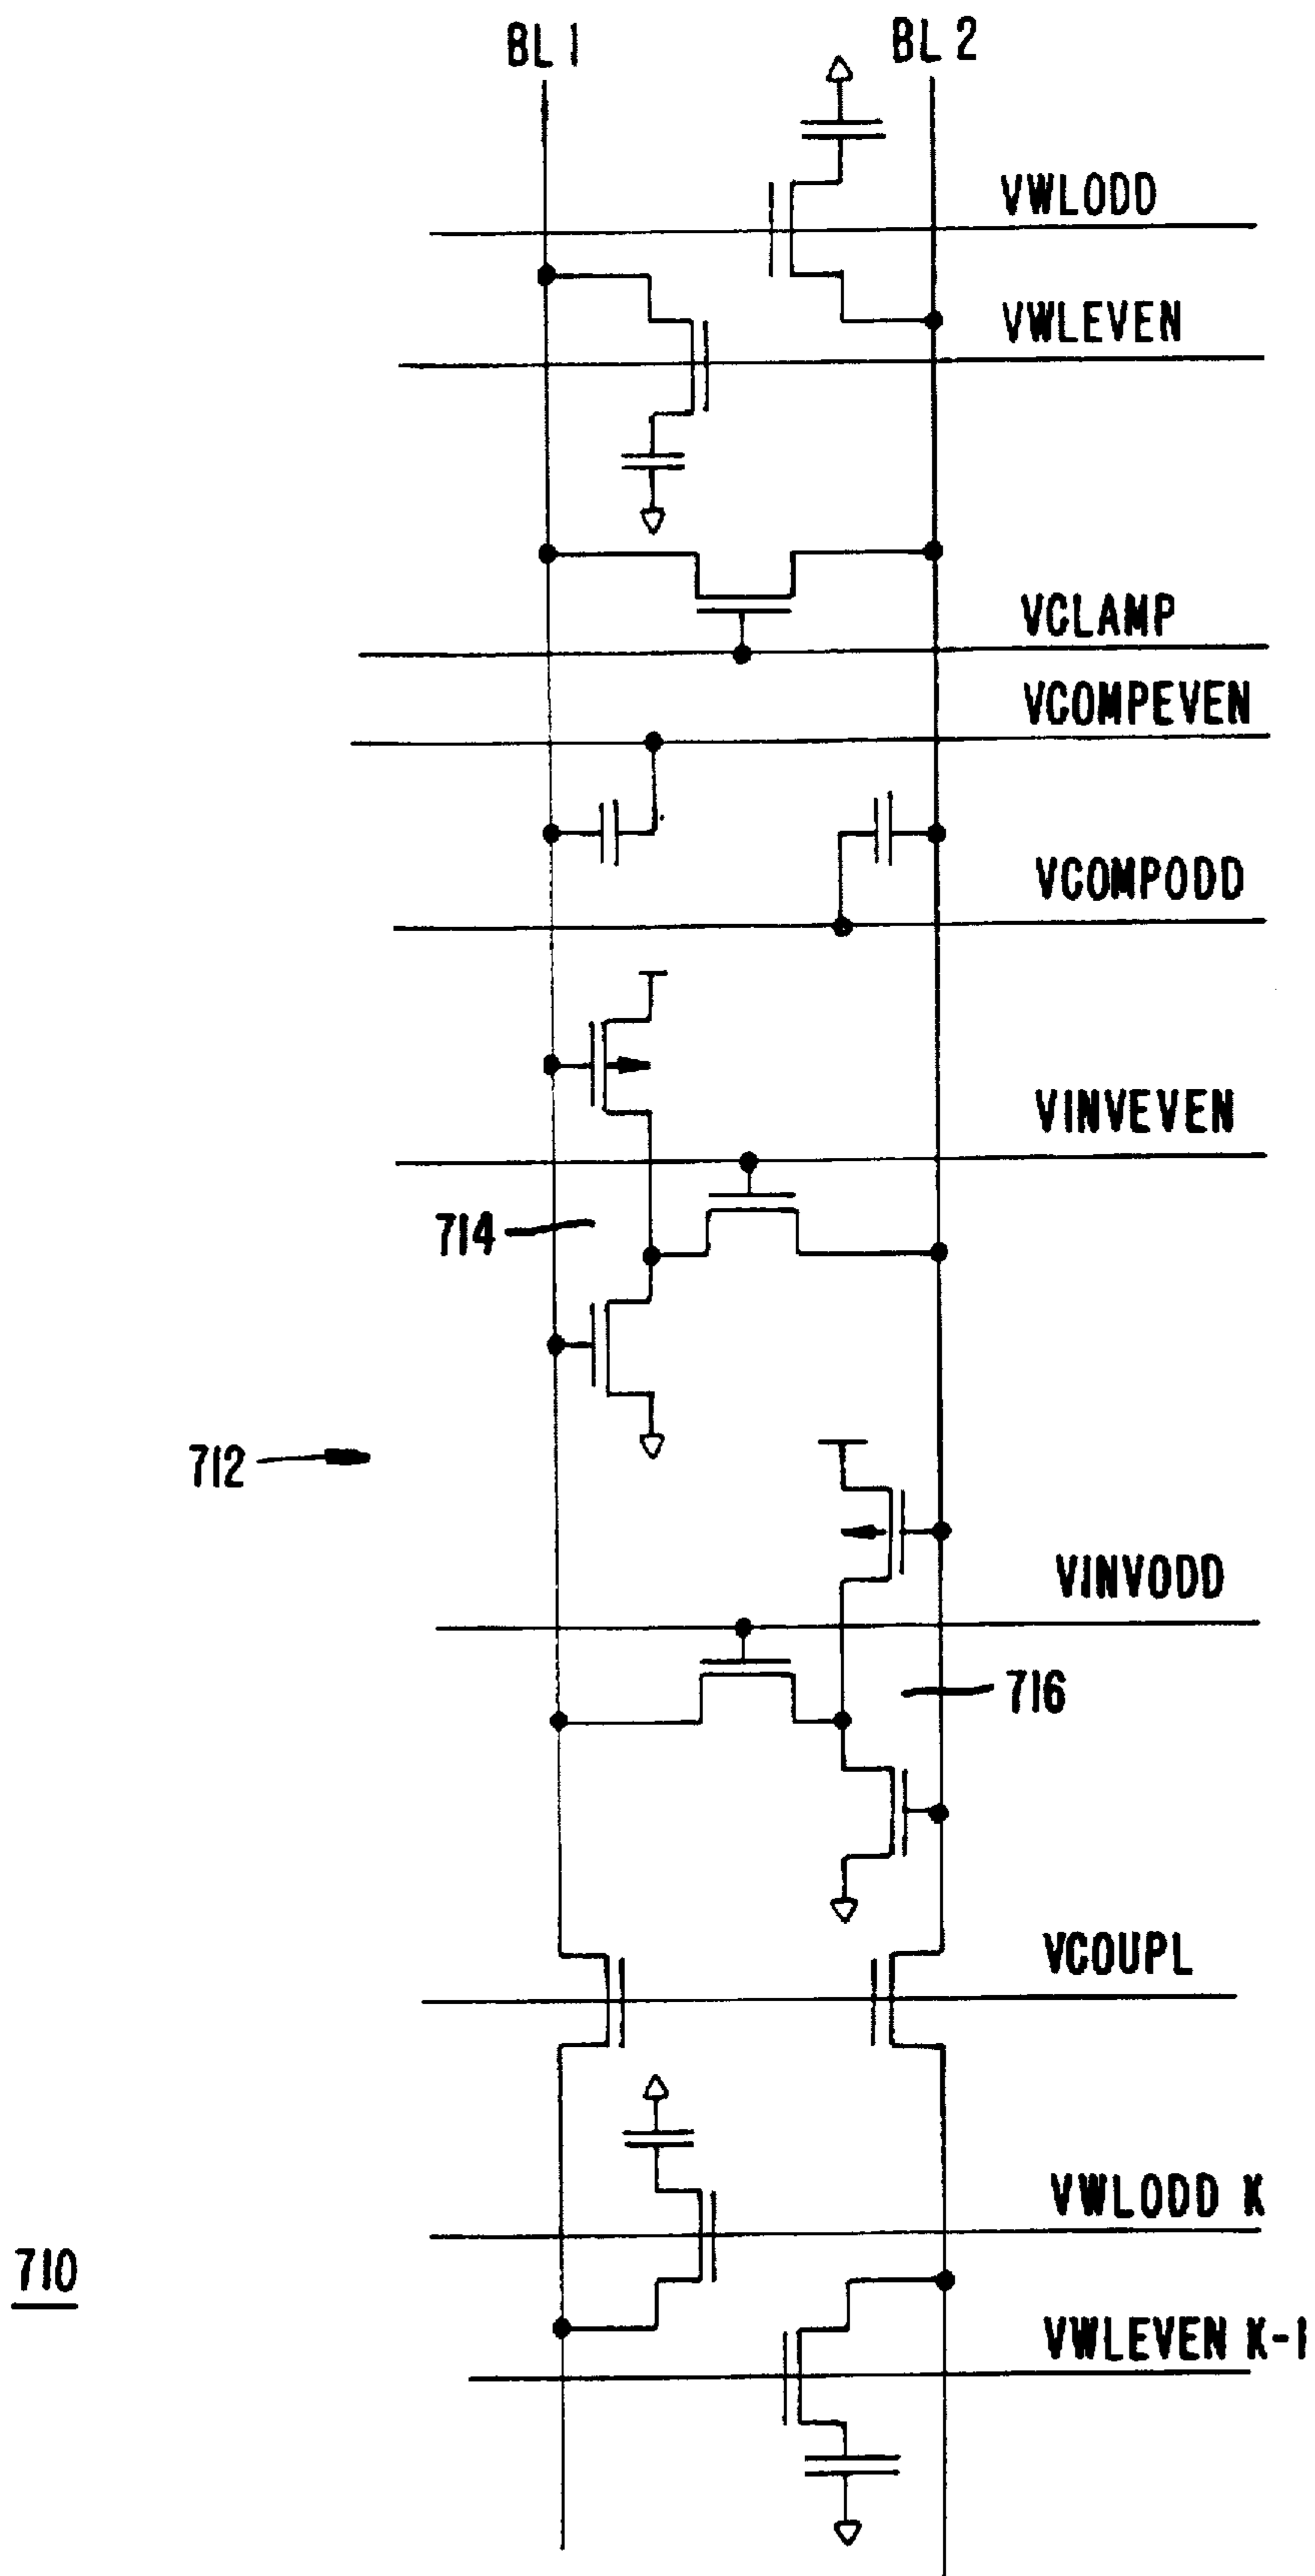 BL 1
BL 2
VWLODD
VWLEVEN
VCLAMP
VCOMPEVEN
VCOMPODD
VINVEVEN
714
712
VINVODD
716
VCOUPL
VWLODD K
710
VWLEVEN K-1